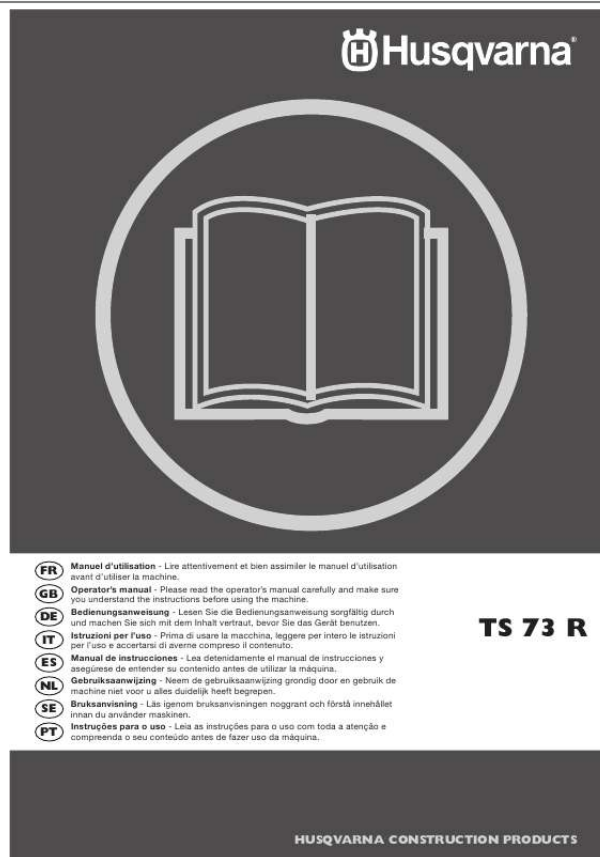 Husqvarna®
FR Manuel d'utilisation - Lire attentivement et bien assimiler le manuel d'utilisation
avant d'utiliser la machine.
GB Operator's manual - Please read the operator's manual carefully and make sure
you understand the instructions before using the machine.
DE Bedienungsanweisung - Lesen Sie die Bedienungsanweisung sorgfältig durch
und machen Sie sich mit dem Inhalt vertraut, bevor Sie das Gerät benutzen.
IT Istruzioni per l'uso - Prima di usare la macchina, leggere per intero le istruzioni
per l'uso e accertarsi di averne compreso il contenuto.
ES Manual de instrucciones - Lea detenidamente el manual de instrucciones y
asegúrese de entender su contenido antes de utilizar la máquina.
NL Gebruiksaanwijzing - Neem de gebruiksaanwijzing grondig door en gebruik de
machine niet voor u alles duidelijk heeft begrepen.
SE Bruksanvisning - Läs igenom bruksanvisningen noggrant och förstå innehållet
innan du använder maskinen.
PT Instruções para o uso - Leia as instruções para o uso com toda a atenção e
compreenda o seu conteúdo antes de fazer uso da máquina.
TS 73 R
HUSQVARNA CONSTRUCTION PRODUCTS